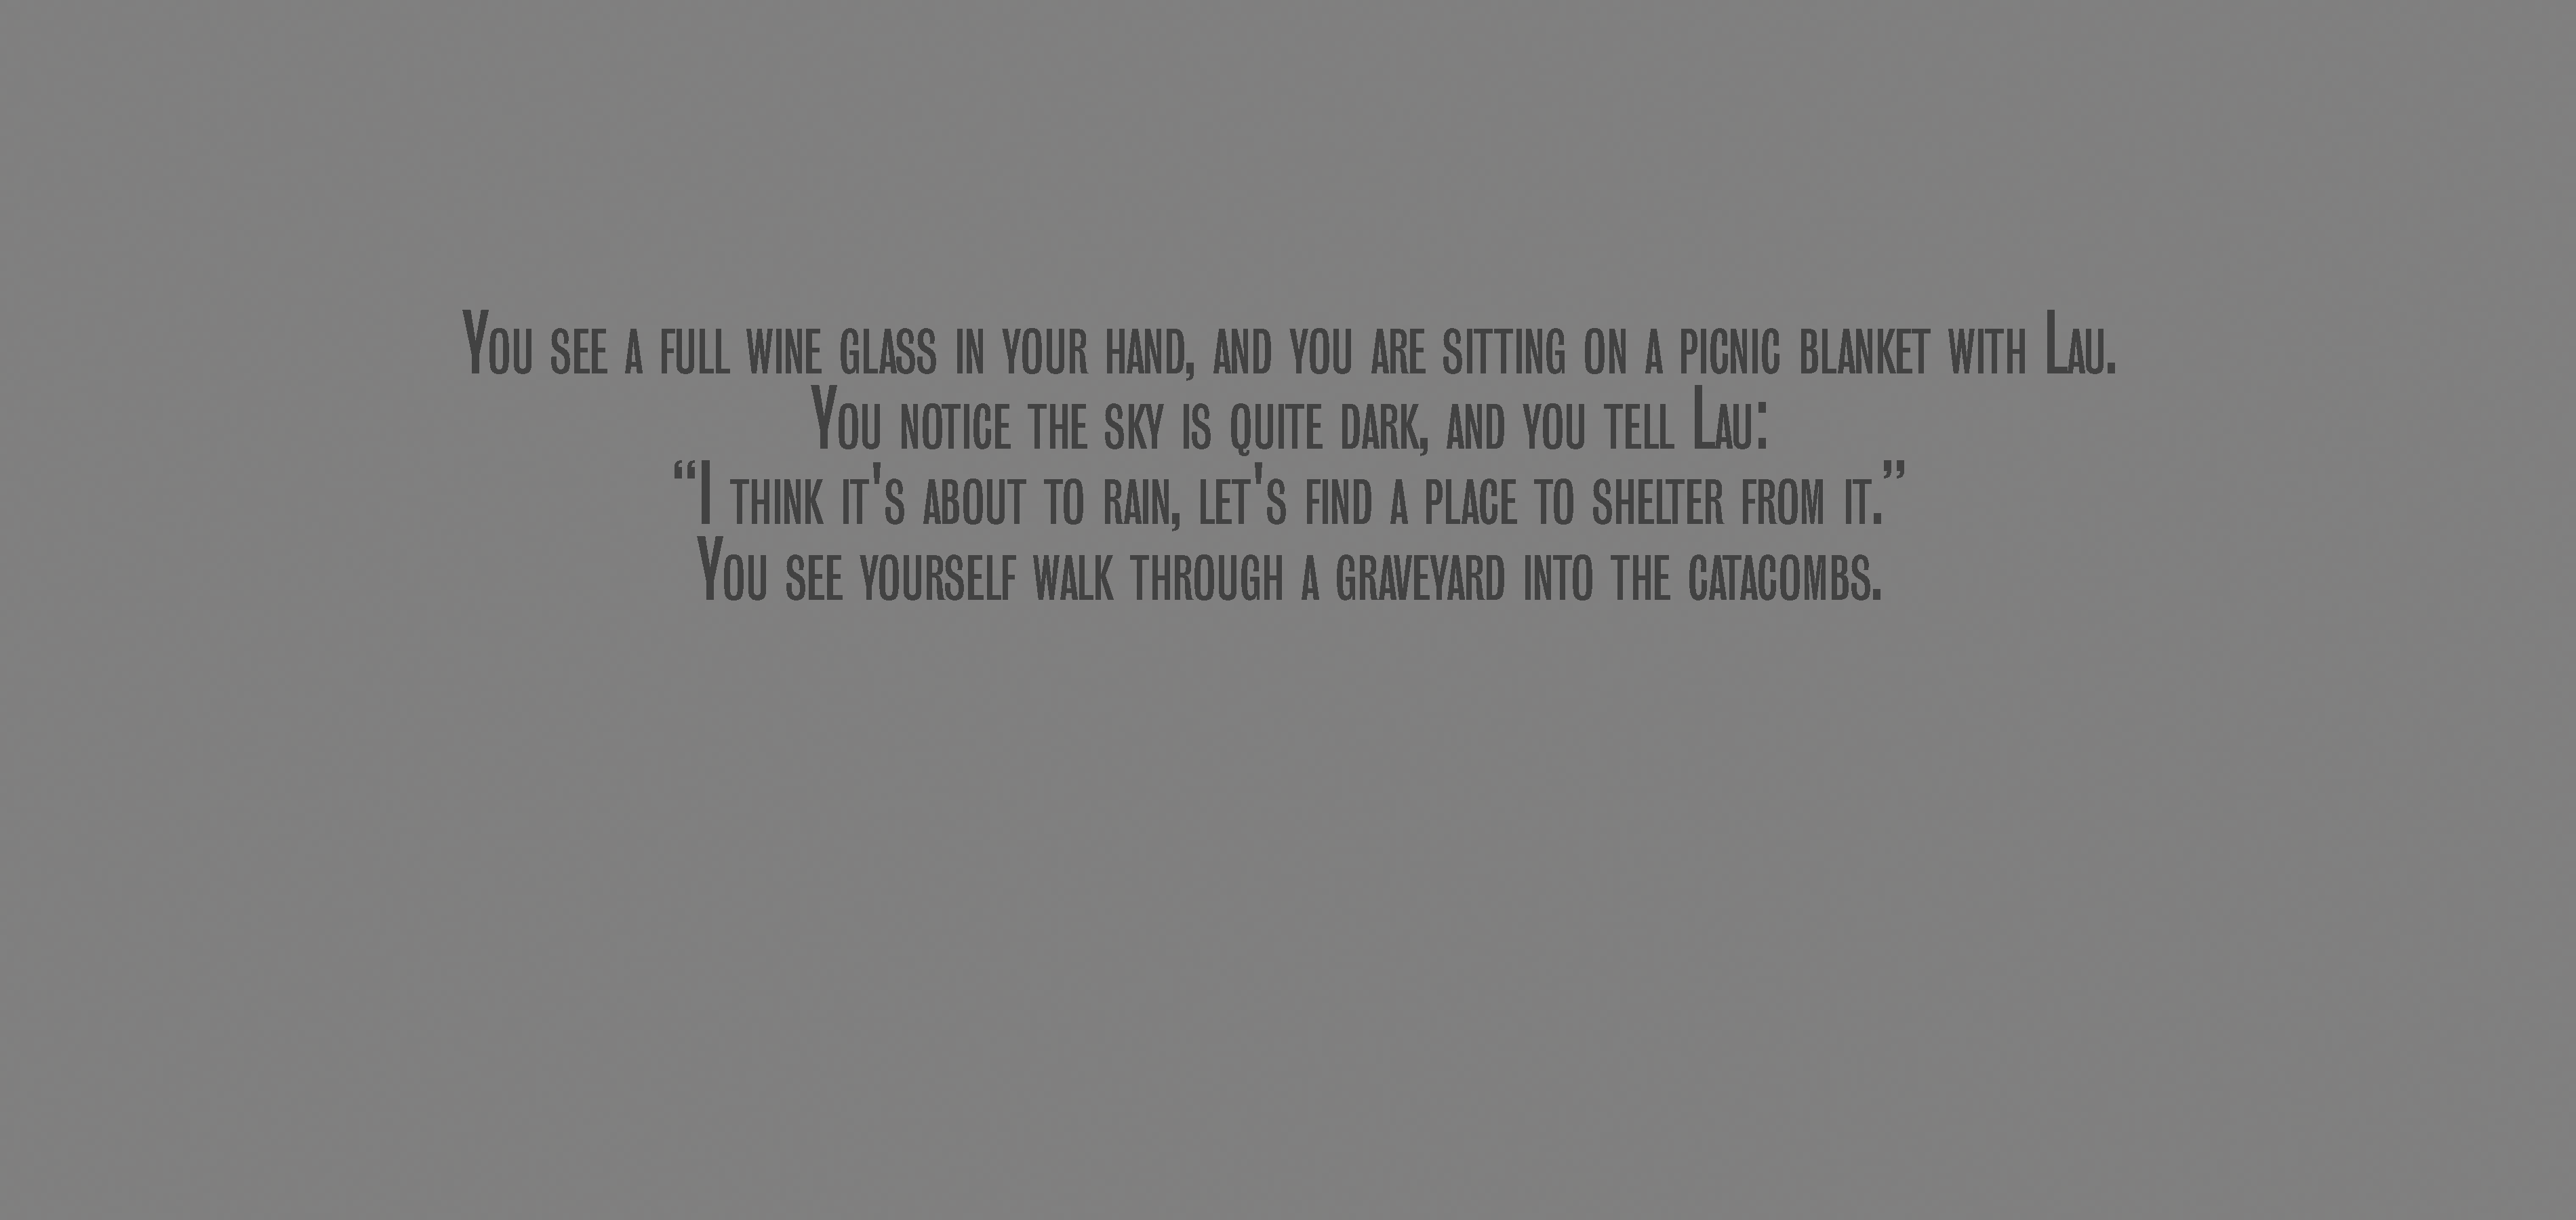 You see a full wine glass in your hand, and you are sitting on a picnic blanket with Lau.
You notice the sky is quite dark, and you tell Lau:
“I think it's about to rain, let's find a place to shelter from it.”
You see yourself walk through a graveyard into the catacombs.